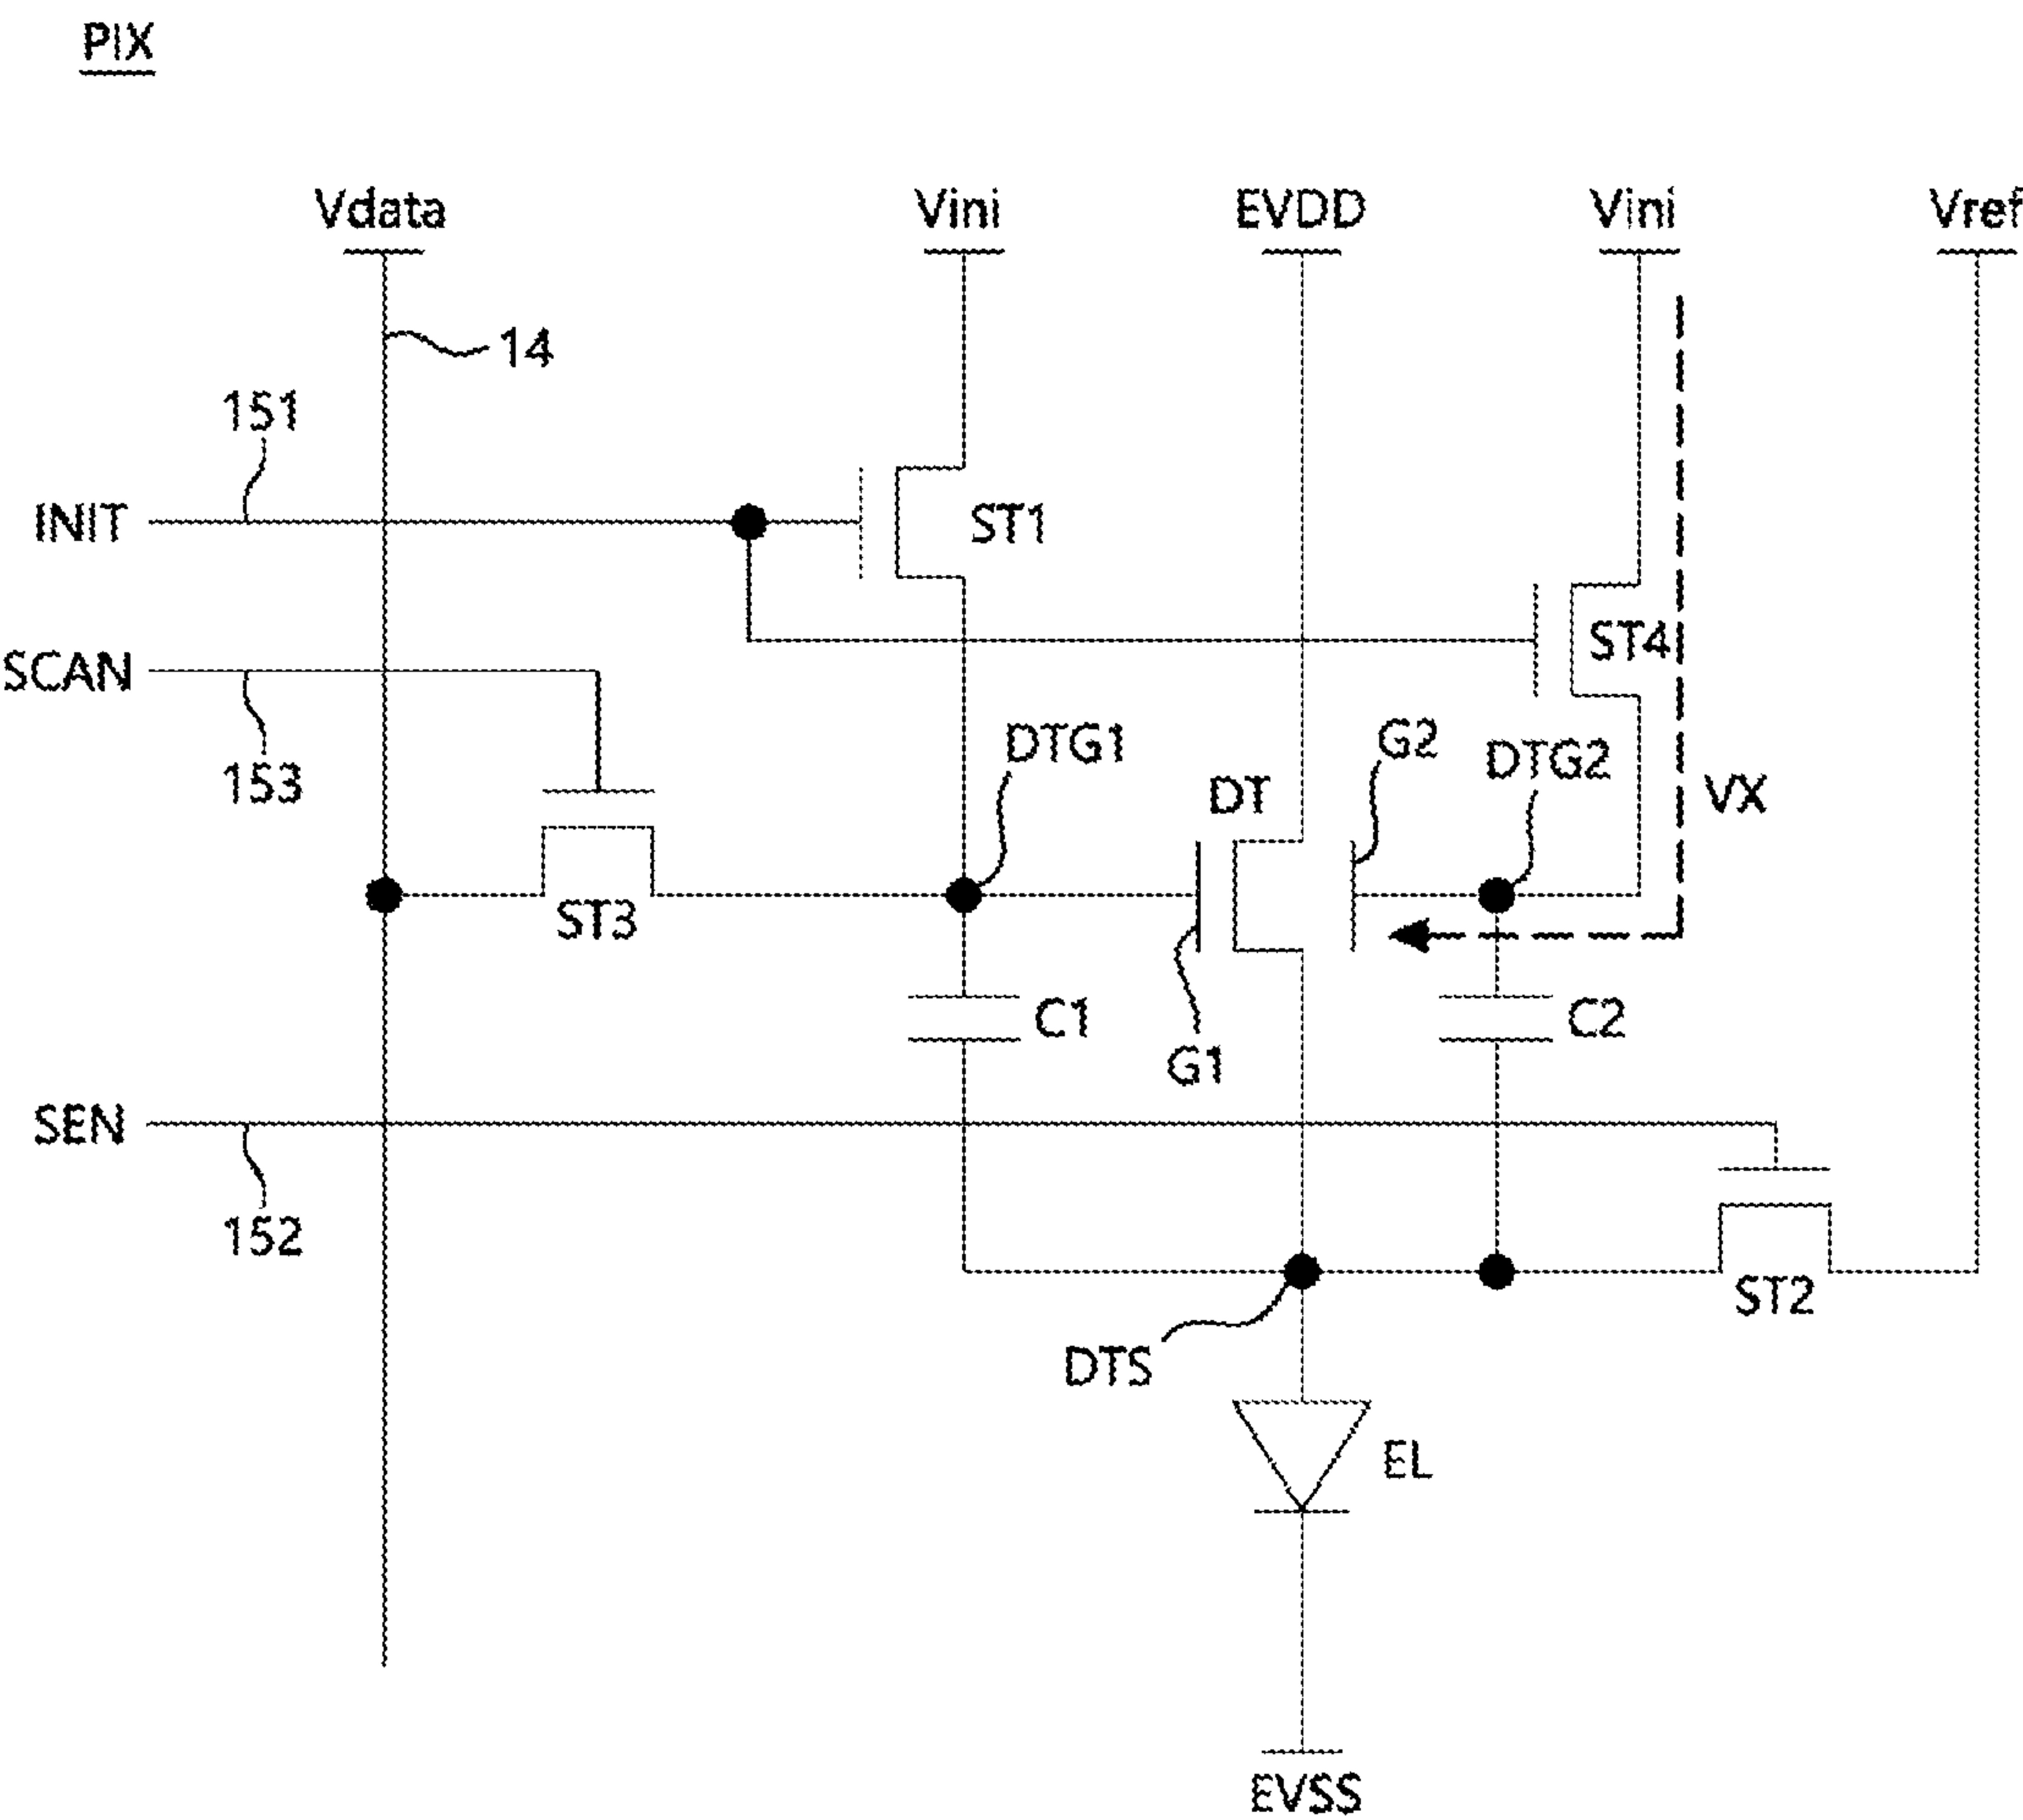 PIX
Vdata
Vini
EVDD
Vini
Vref
14
151
INIT
ST1
ST4
SCAN
153
DTG1
G2
DTG2
DT
VX
ST3
C1
C2
G1
SEN
152
ST2
DTS
EL
EVSS